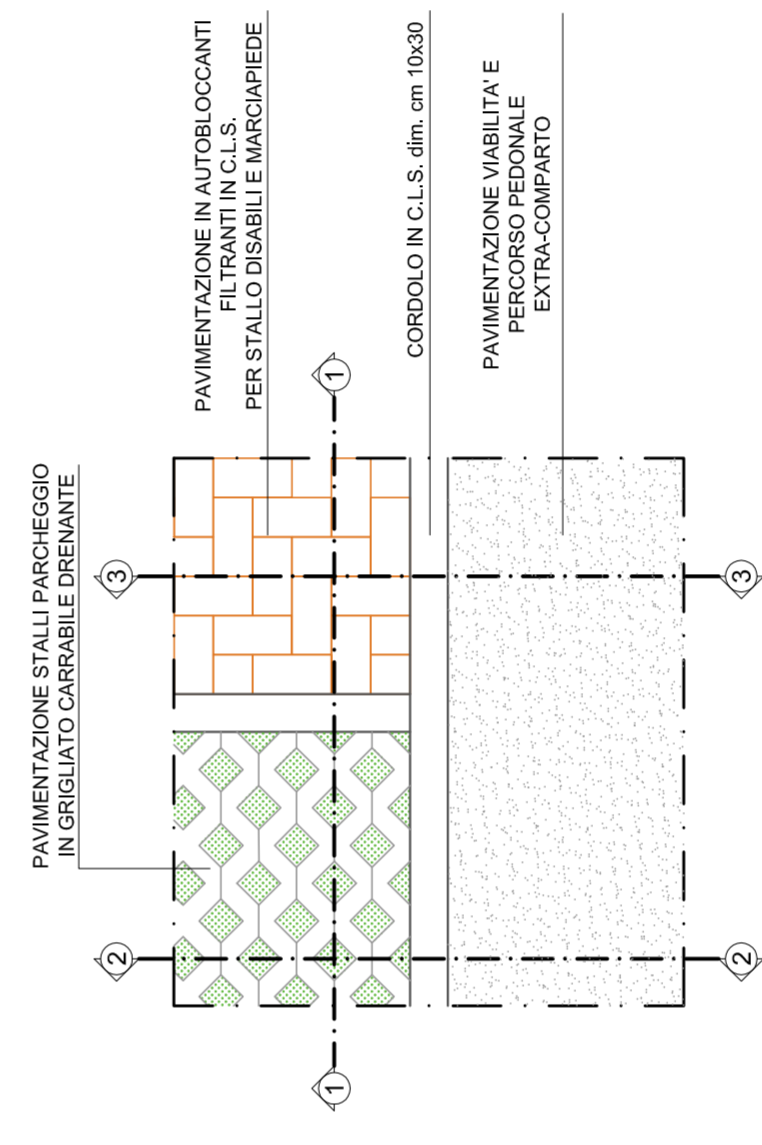 PAVIMENTAZIONE STALLI PARCHEGGIO
IN GRIGLIATO CARRABILE DRENANTE
PAVIMENTAZIONE IN AUTOBLOCCANTI
FILTRANTI IN C.L.S.
PER STALLO DISABILI E MARCIAPIEDE
CORDOLO IN C.L.S. dim. cm 10x30
PAVIMENTAZIONE VIABILITA' E
PERCORSO PEDONALE
EXTRA-COMPARTO
1
1
2
2
3
3